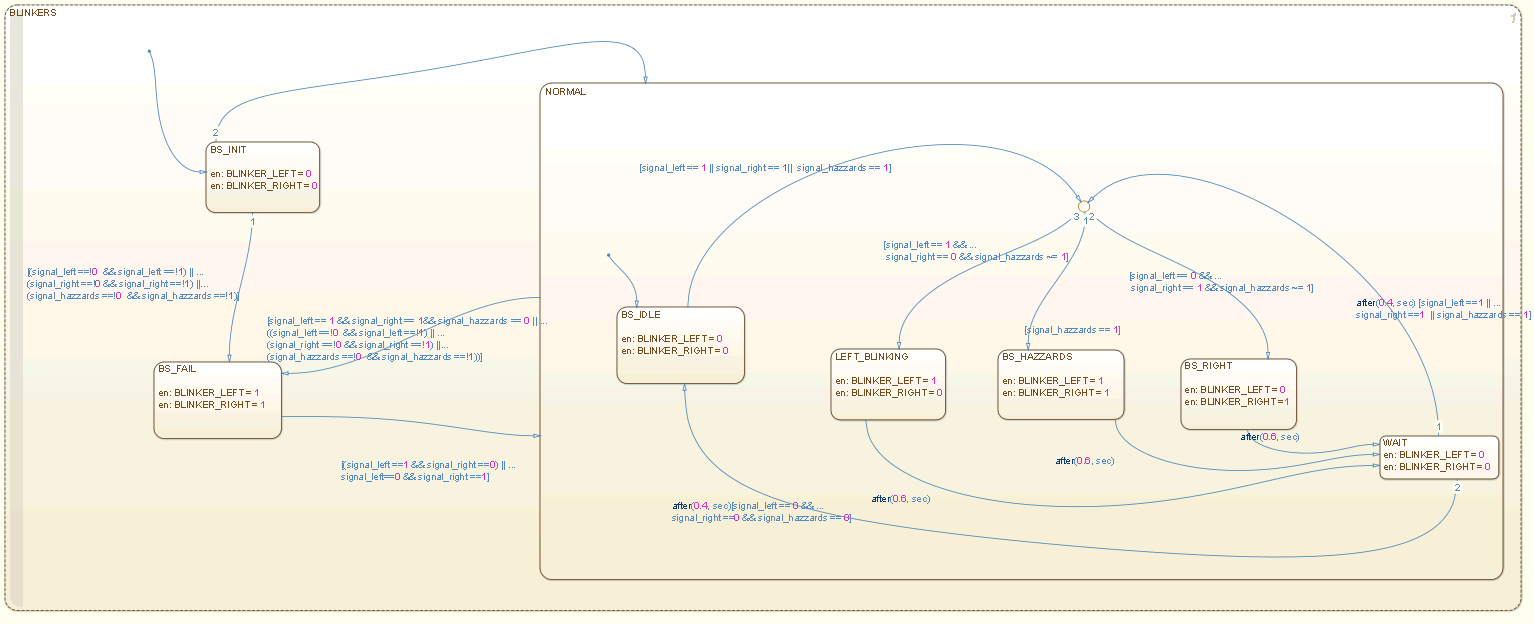 BLINKERS
1
NORMAL
2
BS_INIT
en: BLINKER_LEFT = 0
en: BLINKER_RIGHT = 0
1
[(signal_left ==!0 && signal_left ==!1) || ...
(signal_right ==!0 && signal_right ==!1) ||...
(signal_hazzards ==!0 && signal_hazzards ==!1)]
[signal_left == 1 && signal_right == 1&& signal_hazzards == 0 || ...
((signal_left ==!0 && signal_left==!1) || ...
(signal_right ==!0 && signal_right ==!1) ||...
(signal_hazzards ==!0 && signal_hazzards ==!1))]
BS_FAIL
en: BLINKER_LEFT = 1
en: BLINKER_RIGHT = 1
[(signal_left ==1 && signal_right ==0) || ...
signal_left==0 && signal_right ==1]
[signal_left == 1 || signal_right == 1|| signal_hazzards == 1]
3 1 2
[signal_left == 1 && ...
signal_right == 0 && signal_hazzards ~= 1]
[signal_left == 0 && ...
signal_right == 1 && signal_hazzards ~= 1]
after(0.4, sec) [signal_left ==1 || ...
signal_right ==1 || signal_hazzards ==1]
BS_IDLE
en: BLINKER_LEFT = 0
en: BLINKER_RIGHT = 0
[signal_hazzards == 1]
LEFT_BLINKING
en: BLINKER_LEFT = 1
en: BLINKER_RIGHT = 0
BS_HAZZARDS
en: BLINKER_LEFT = 1
en: BLINKER_RIGHT = 1
BS_RIGHT
en: BLINKER_LEFT = 0
en: BLINKER_RIGHT =1
1
after(0.6, sec)
WAIT
en: BLINKER_LEFT = 0
en: BLINKER_RIGHT = 0
after(0.6, sec)
2
after(0.6, sec)
after(0.4, sec)[signal_left == 0 && ...
signal_right ==0 && signal_hazzards == 0]